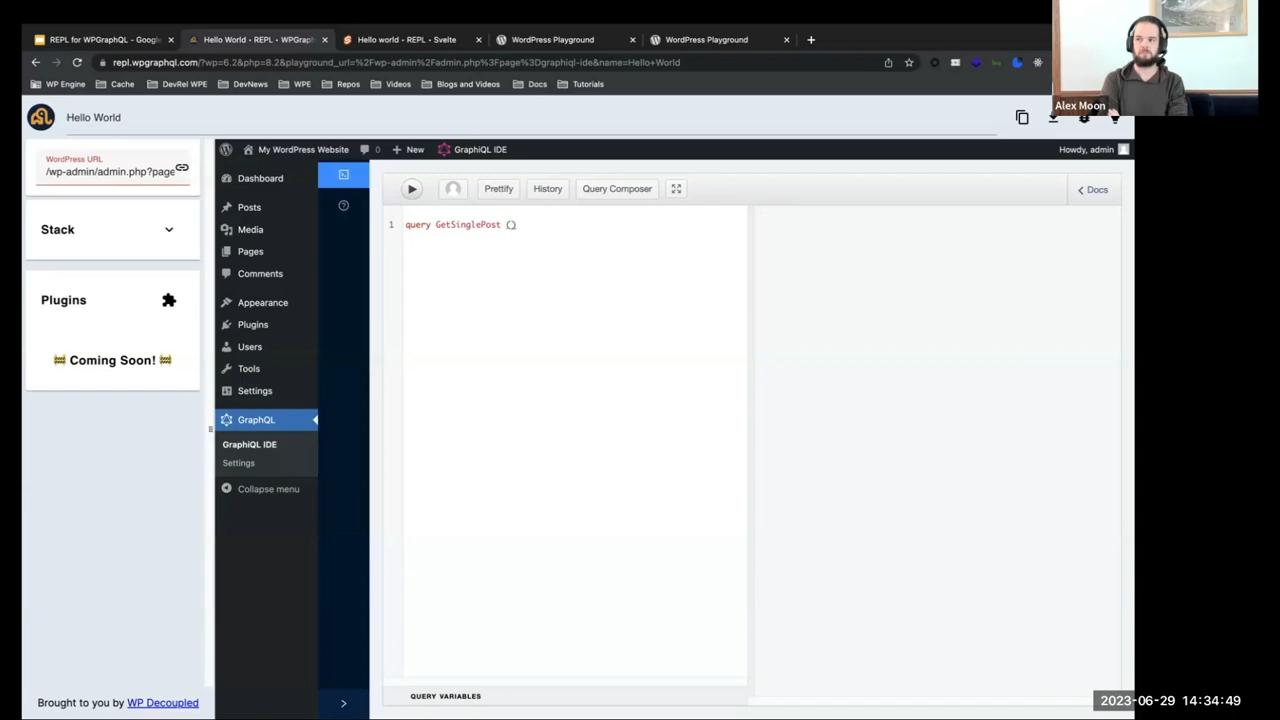 REPL for WPGraphQL - Google
Hello World - REPL - WPGraph
Hello world - REPL -
WordPress Playground
WordPress Playground
repl.wpgraphql.com/?wp=6.2&php=8.2&playground_url=%2Fwp-admin%2Fadmin.php%3Fpage%3Dgraphiql-ide&name=Hello+World
WP Engine
Cache
DevRel WPE
DevNews
WPE
Repos
Videos
Blogs and Videos
Docs
Tutorials
Alex Moon
Hello World
WordPress URL
/wp-admin/admin.php?page
My WordPress Website
0
New
GraphiQL IDE
Howdy, admin
Stack
Plugins
Coming Soon!
Dashboard
Posts
Media
Pages
Comments
Appearance
Plugins
Users
Tools
Settings
GraphQL
GraphiQL IDE
Settings
Collapse menu
Prettify
History
Query Composer
Docs
1 query GetSinglePost ()
QUERY VARIABLES
Brought to you by WP Decoupled
2023-06-29 14:34:49